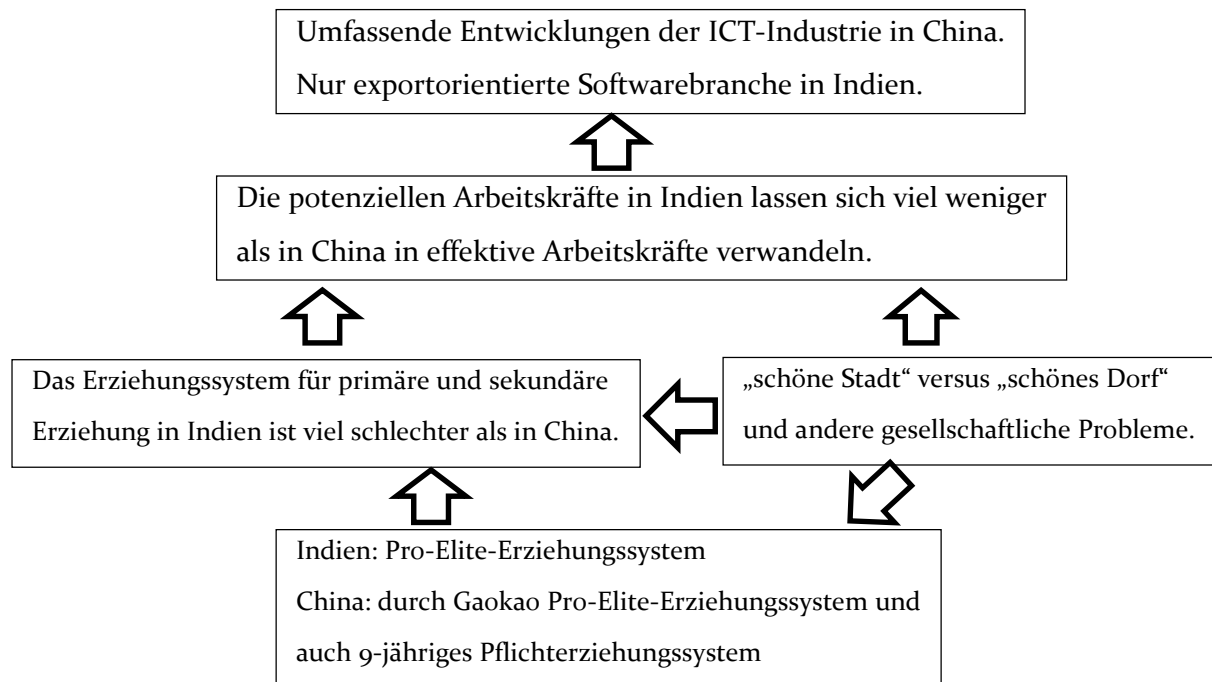 Umfassende Entwicklungen der ICT-Industrie in China.
Nur exportorientierte Softwarebranche in Indien.
Die potenziellen Arbeitskräfte in Indien lassen sich viel weniger
als in China in effektive Arbeitskräfte verwandeln.
Das Erziehungssystem für primäre und sekundäre
Erziehung in Indien ist viel schlechter als in China.
„schöne Stadt“ versus „schönes Dorf“
und andere gesellschaftliche Probleme.
Indien: Pro-Elite-Erziehungssystem
China: durch Gaokao Pro-Elite-Erziehungssystem und
auch 9-jähriges Pflichterziehungssystem